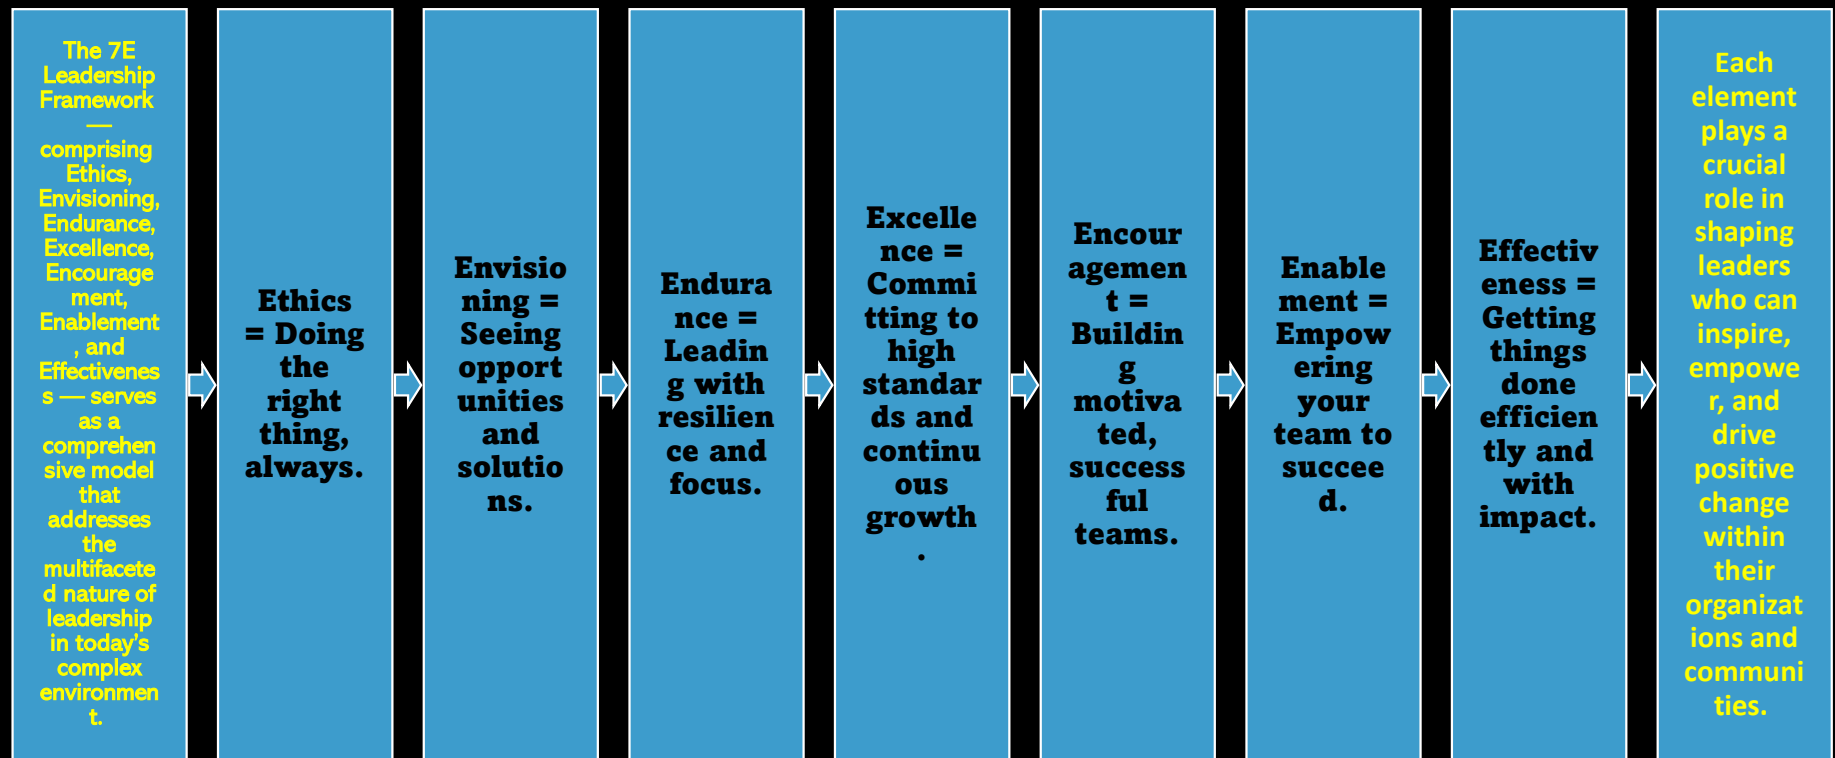 The 7E
Leadership
Framework
—
comprising
Ethics,
Envisioning,
Endurance,
Excellence,
Encourage
ment,
Enablement
, and
Effectivenes
s — serves
as a
comprehen
sive model
that
addresses
the
multifacete
d nature of
leadership
in today’s
complex
environmen
t.
Ethics
= Doing
the
right
thing,
always.
Envisio
ning =
Seeing
opport
unities
and
solutio
ns.
Endura
nce =
Leadin
g with
resilien
ce and
focus.
Excelle
nce =
Commi
tting to
high
standar
ds and
continu
ous
growth
.
Encour
agemen
t =
Buildin
g
motiva
ted,
success
ful
teams.
Enable
ment =
Empow
ering
your
team to
succee
d.
Effectiv
eness =
Getting
things
done
efficien
tly and
with
impact.
Each
element
plays a
crucial
role in
shaping
leaders
who can
inspire,
empowe
r, and
drive
positive
change
within
their
organizat
ions and
communi
ties.